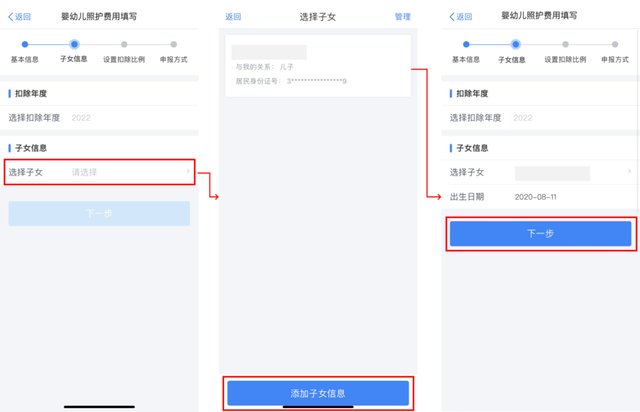 返回 婴幼儿照护费用填写
基本信息 子女信息 设置扣除比例 申报方式
扣除年度
选择扣除年度 2022
子女信息
选择子女 请选择
下一步
返回 选择子女 管理
与我的关系： 儿子
居民身份证号： 3****************9
添加子女信息
返回 婴幼儿照护费用填写
基本信息 子女信息 设置扣除比例 申报方式
扣除年度
选择扣除年度 2022
子女信息
选择子女
出生日期 2020-08-11
下一步